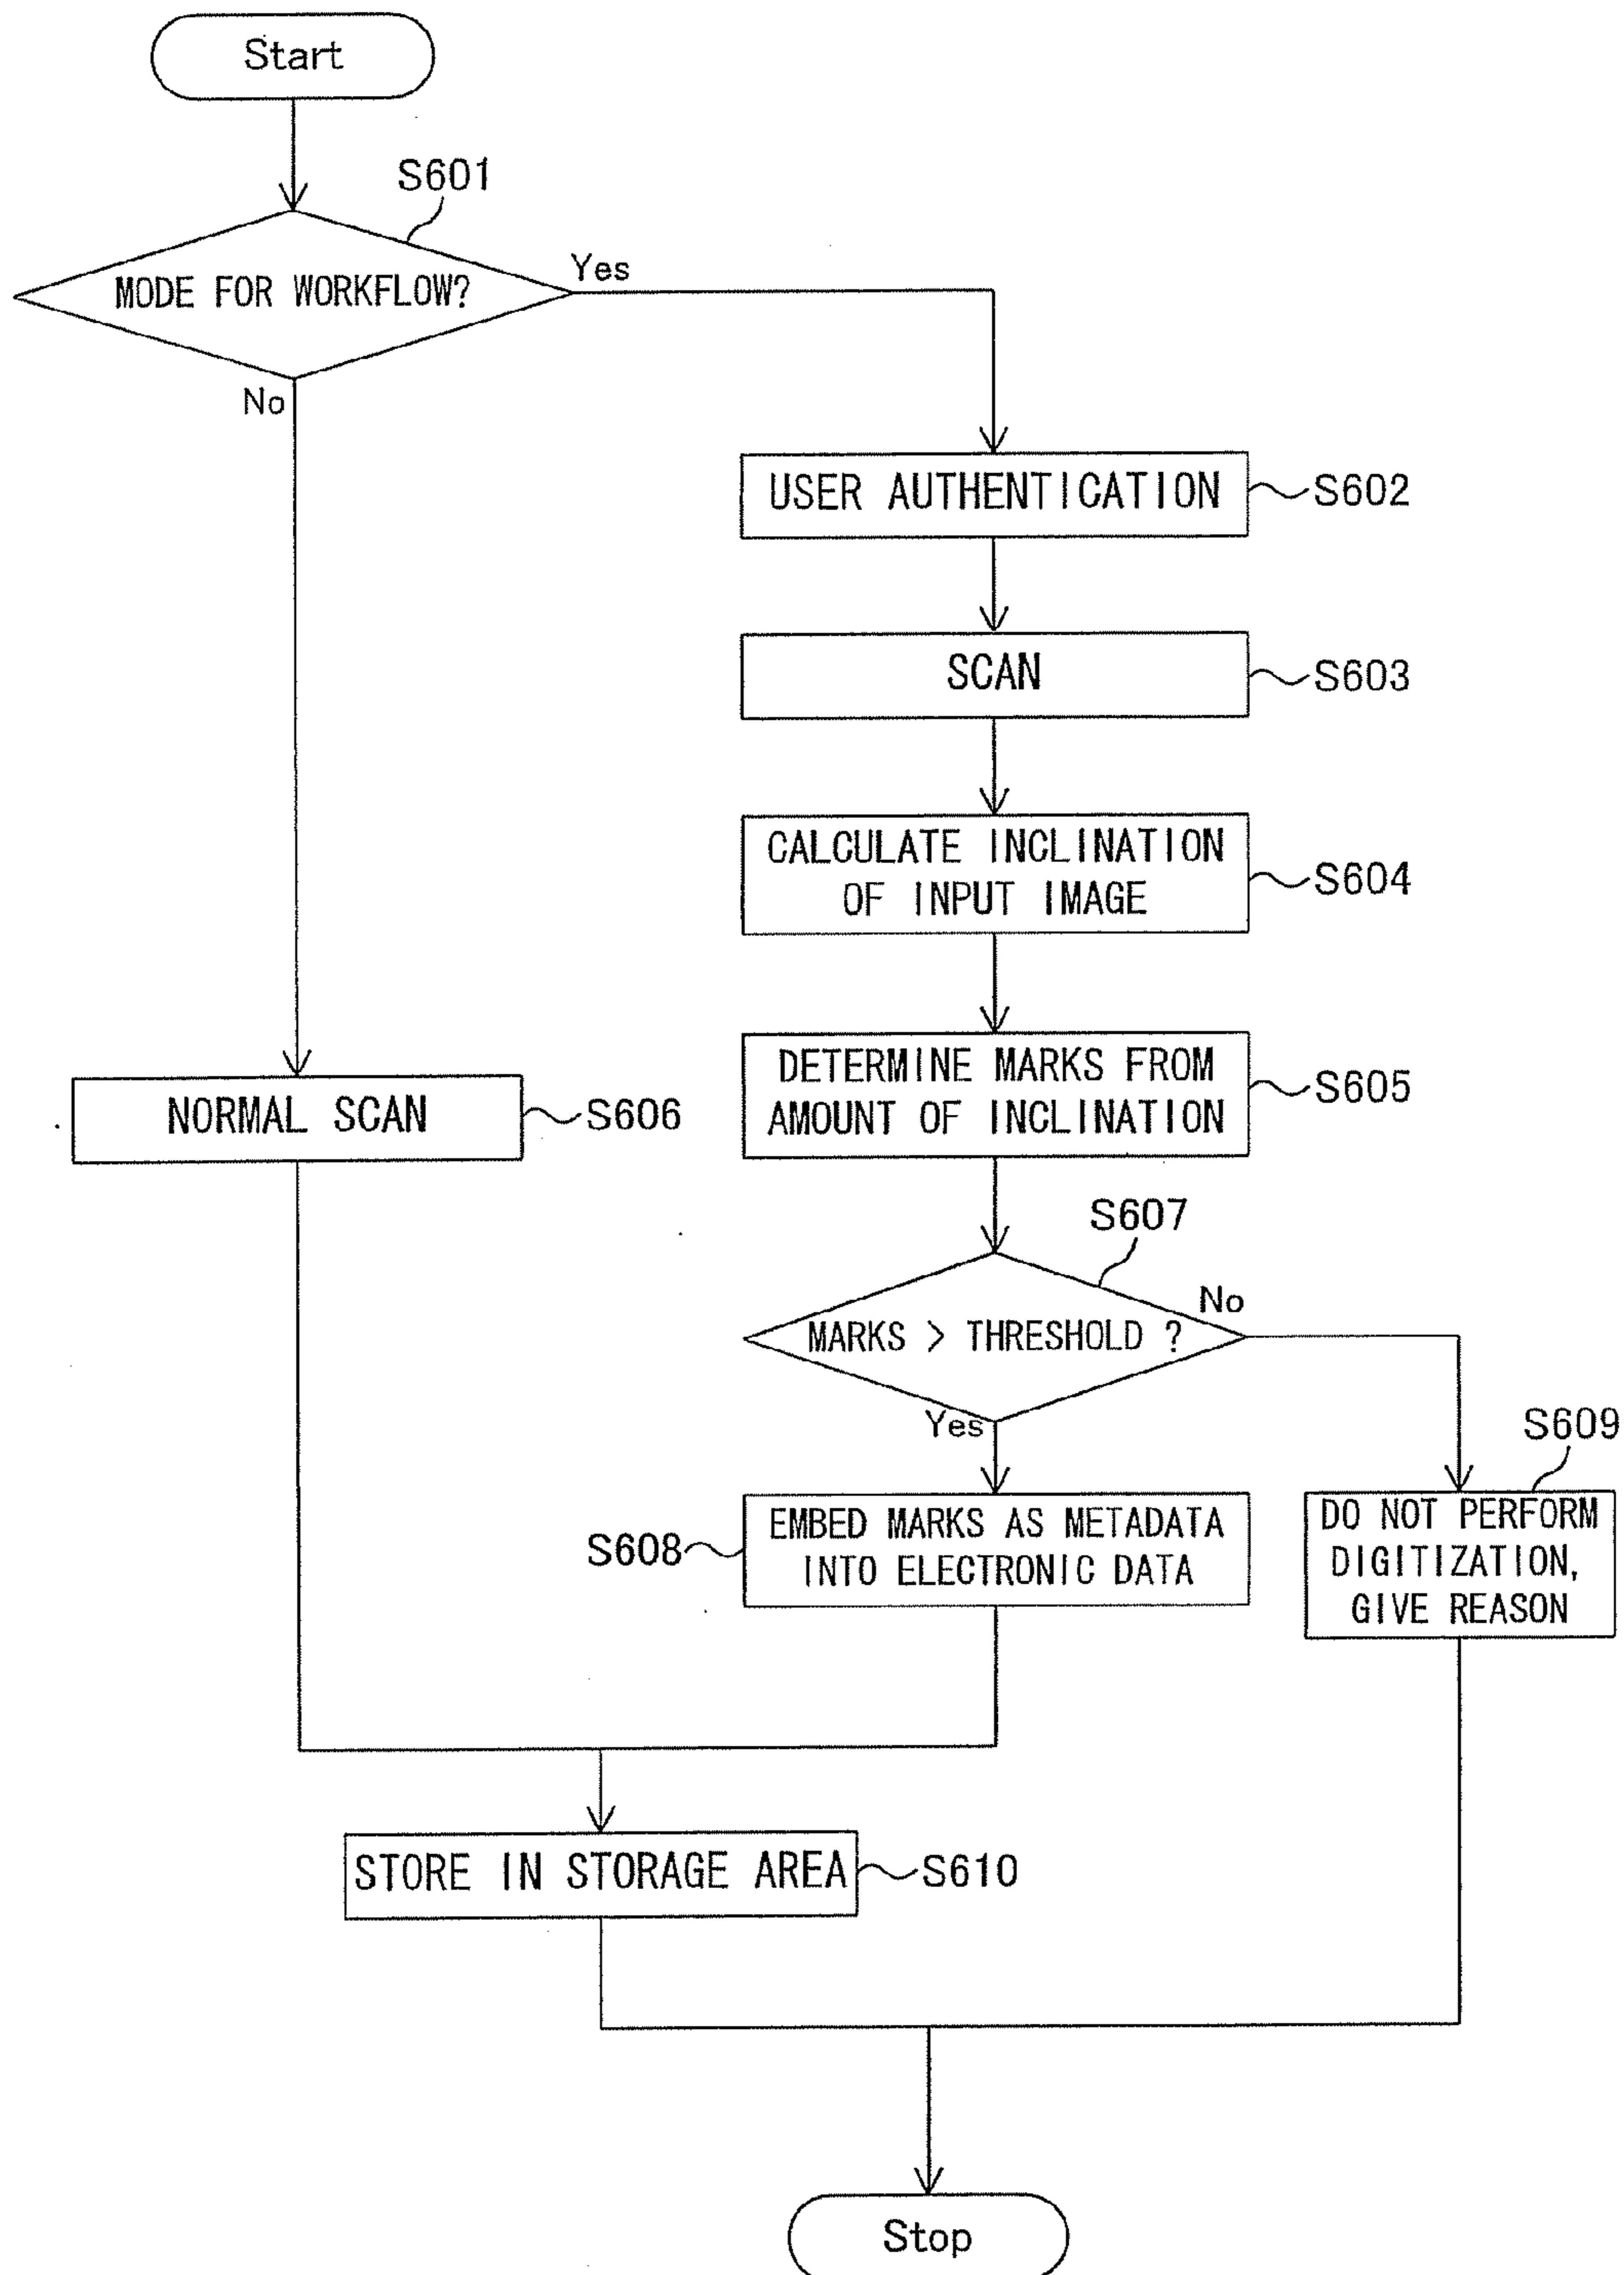 Start
S601
MODE FOR WORKFLOW?
Yes
No
USER AUTHENTICATION
S602
SCAN
S603
CALCULATE INCLINATION
OF INPUT IMAGE
S604
DETERMINE MARKS FROM
AMOUNT OF INCLINATION
S605
NORMAL SCAN
S606
S607
MARKS > THRESHOLD ?
No
Yes
S609
S608
EMBED MARKS AS METADATA
INTO ELECTRONIC DATA
DO NOT PERFORM
DIGITIZATION,
GIVE REASON
STORE IN STORAGE AREA
S610
Stop